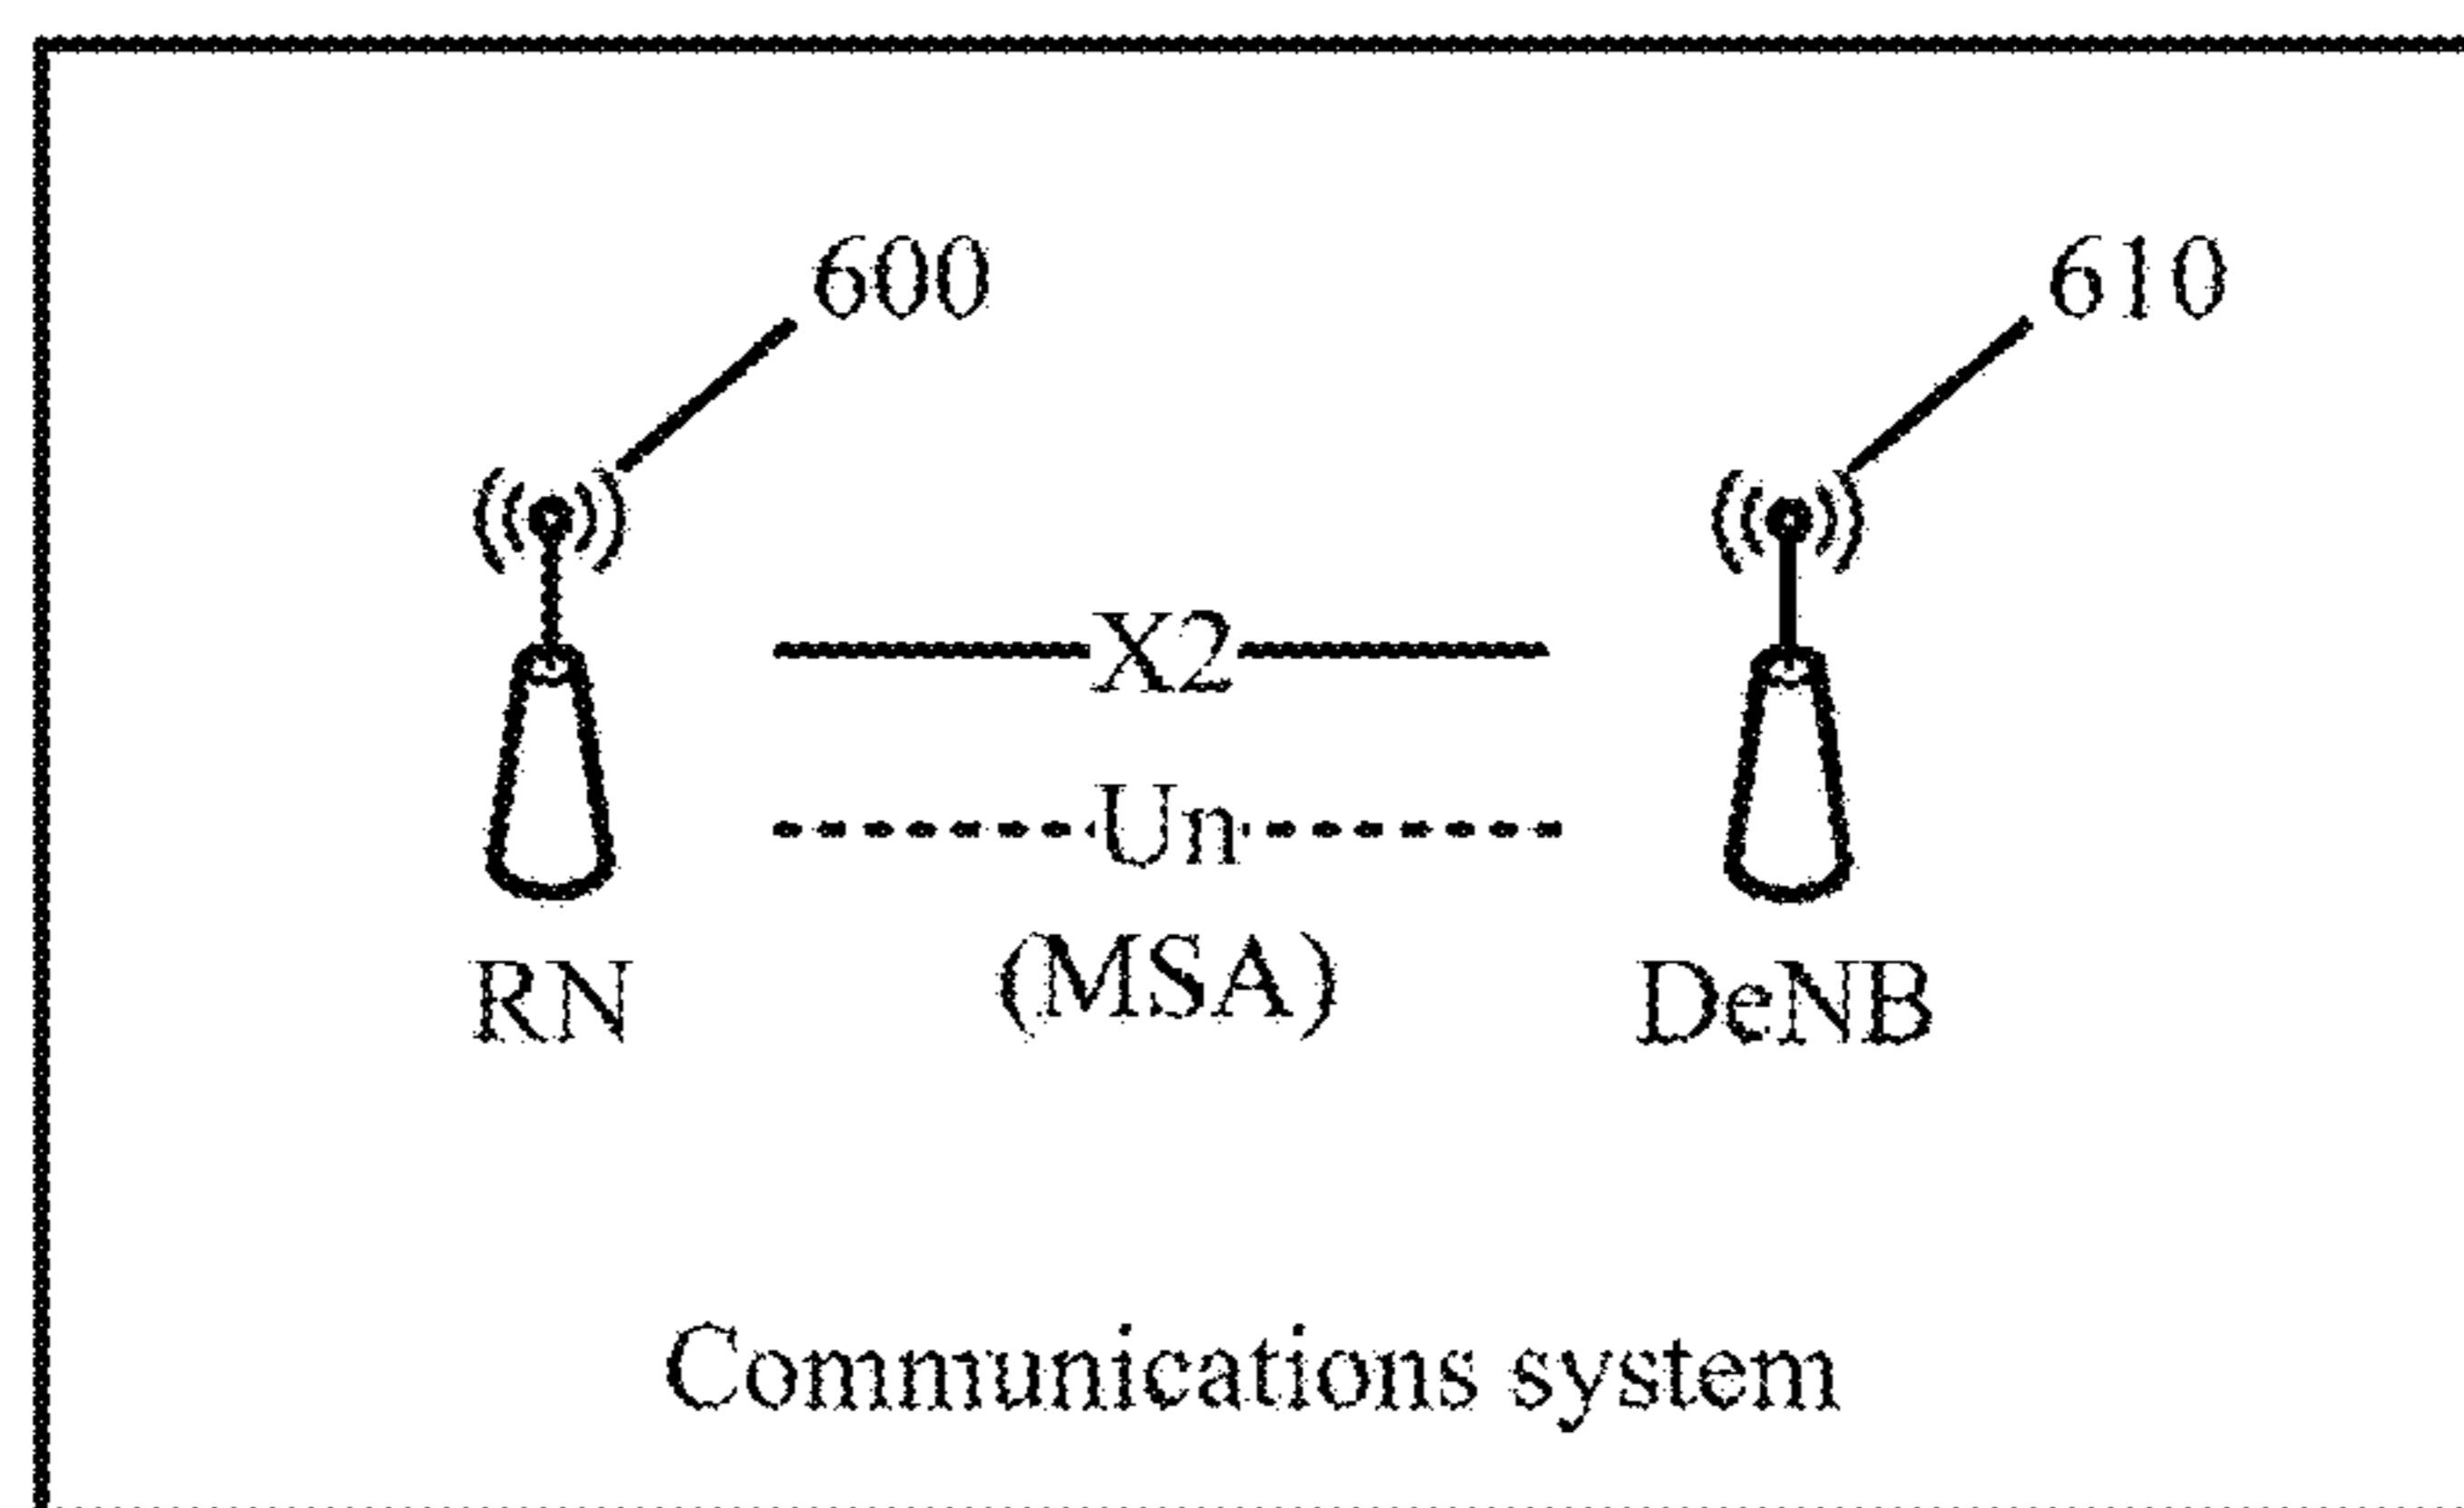 600
610
X2
Un
(MSA)
RN
DeNB
Communications system